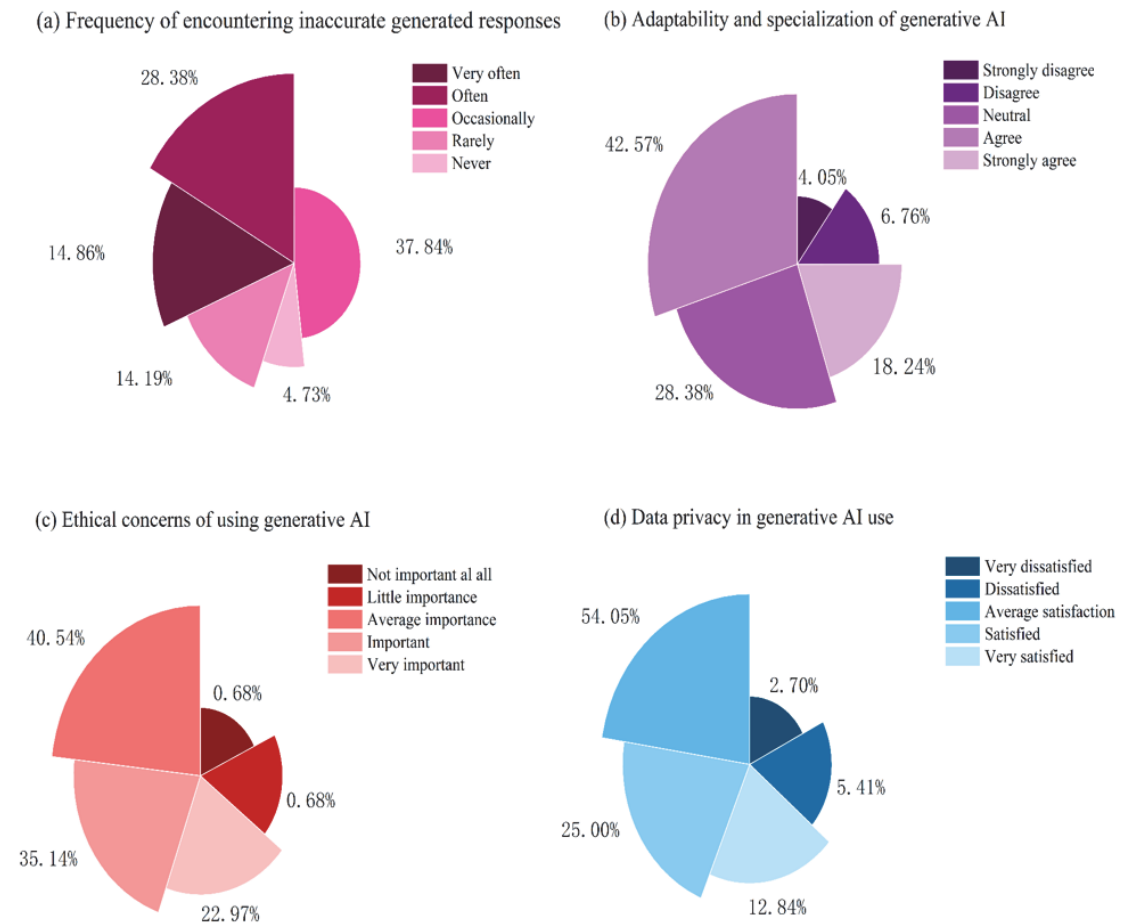 (a) Frequency of encountering inaccurate generated responses
28.38%
14.86%
14.19%
4.73%
37.84%
Very often
Often
Occasionally
Rarely
Never
(b) Adaptability and specialization of generative AI
42.57%
4.05%
6.76%
18.24%
28.38%
Strongly disagree
Disagree
Neutral
Agree
Strongly agree
(c) Ethical concerns of using generative AI
40.54%
0.68%
0.68%
35.14%
22.97%
Not important al all
Little importance
Average importance
Important
Very important
(d) Data privacy in generative AI use
54.05%
2.70%
5.41%
25.00%
12.84%
Very dissatisfied
Dissatisfied
Average satisfaction
Satisfied
Very satisfied